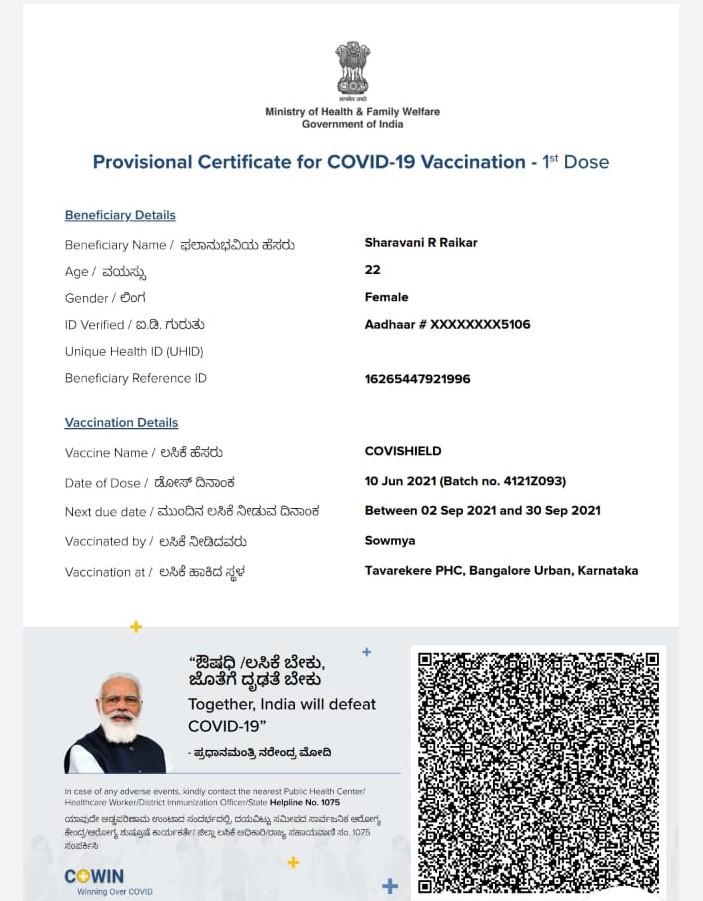 सत्यमेव जयते
Ministry of Health & Family Welfare
Government of India
Provisional Certificate for COVID-19 Vaccination - 1st Dose
Beneficiary Details
Beneficiary Name / ಫಲಾನುಭವಿಯ ಹೆಸರು Sharavani R Raikar
Age / ವಯಸ್ಸು 22
Gender / ಲಿಂಗ Female
ID Verified / ಐ.ಡಿ. ಗುರುತು Aadhaar # XXXXXXXX5106
Unique Health ID (UHID)
Beneficiary Reference ID 16265447921996
Vaccination Details
Vaccine Name / ಲಸಿಕೆ ಹೆಸರು COVISHIELD
Date of Dose / ಡೋಸ್ ದಿನಾಂಕ 10 Jun 2021 (Batch no. 4121Z093)
Next due date / ಮುಂದಿನ ಲಸಿಕೆ ನೀಡುವ ದಿನಾಂಕ Between 02 Sep 2021 and 30 Sep 2021
Vaccinated by / ಲಸಿಕೆ ನೀಡಿದವರು Sowmya
Vaccination at / ಲಸಿಕೆ ಹಾಕಿದ ಸ್ಥಳ Tavarekere PHC, Bangalore Urban, Karnataka
“ಔಷಧಿ /ಲಸಿಕೆ ಬೇಕು,
ಜೊತೆಗೆ ದೃಢತೆ ಬೇಕು
Together, India will defeat
COVID-19”
- ಪ್ರಧಾನಮಂತ್ರಿ ನರೇಂದ್ರ ಮೋದಿ
In case of any adverse events, kindly contact the nearest Public Health Center/
Healthcare Worker/District Immunization Officer/State Helpline No. 1075
ಯಾವುದೇ ಅಡ್ಡಪರಿಣಾಮ ಉಂಟಾದ ಸಂದರ್ಭದಲ್ಲಿ, ದಯವಿಟ್ಟು ಸಮೀಪದ ಸಾರ್ವಜನಿಕ ಆರೋಗ್ಯ
ಕೇಂದ್ರ/ಆರೋಗ್ಯ ಶುಶ್ರೂಷೆ ಕಾರ್ಯಕರ್ತೆ/ ಜಿಲ್ಲಾ ಲಸಿಕೆ ಅಧಿಕಾರಿ/ರಾಜ್ಯ ಸಹಾಯವಾಣಿ ಸಂ. 1075
ಸಂಪರ್ಕಿಸಿ
COWIN
Winning Over COVID